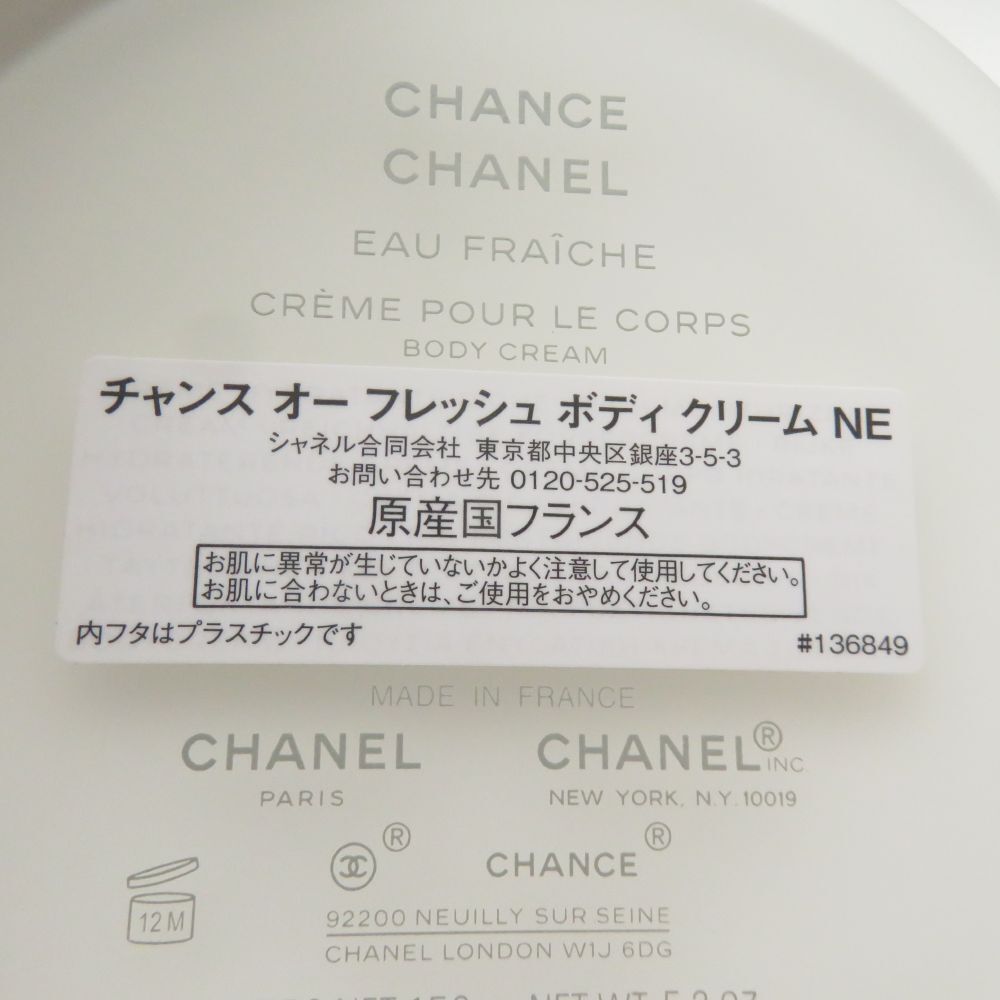 CHANCE
CHANEL
EAU FRAÎCHE
CRÈME POUR LE CORPS
BODY CREAM
チャンス オー フレッシュ ボディ クリーム NE
シャネル合同会社 東京都中央区銀座3-5-3
お問い合わせ先 0120-525-519
原産国フランス
お肌に異常が生じていないかよく注意して使用してください。
お肌に合わないときは、ご使用をおやめください。
内フタはプラスチックです #136849
MADE IN FRANCE
CHANEL CHANEL® INC.
PARIS NEW YORK, N.Y. 10019
® CHANCE®
12 M
92200 NEUILLY SUR SEINE
CHANEL LONDON W1J 6DG